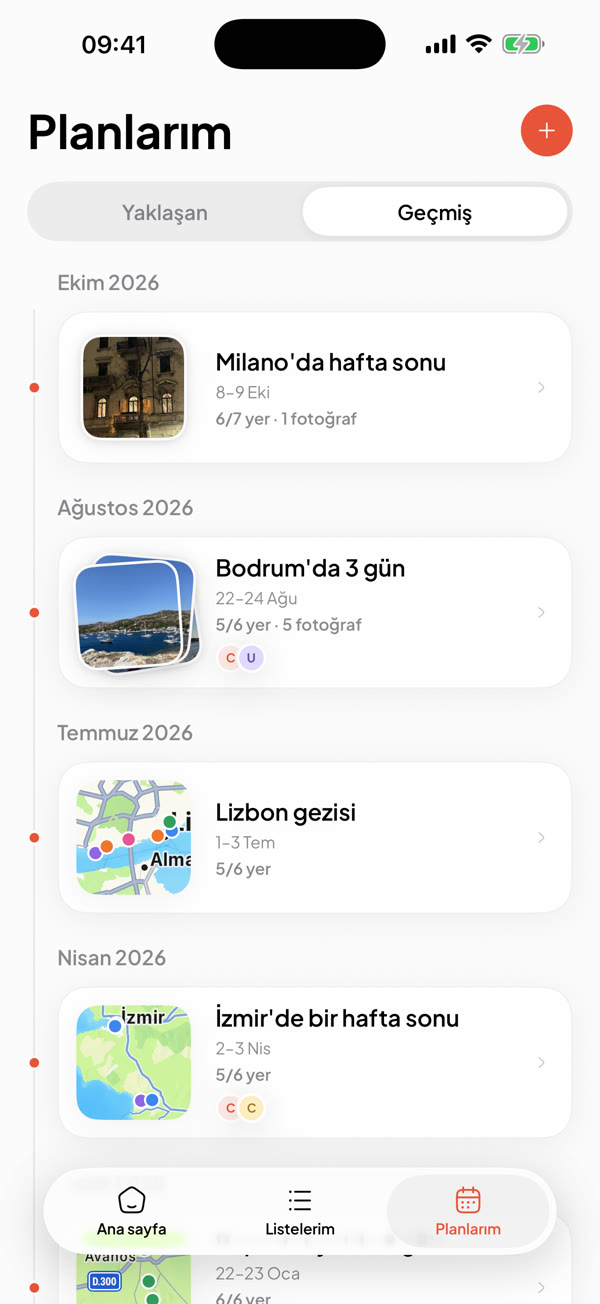 09:41
Planlarım
Yaklaşan
Geçmiş
Ekim 2026
Milano'da hafta sonu
8–9 Eki
6/7 yer · 1 fotoğraf
Ağustos 2026
Bodrum'da 3 gün
22–24 Ağu
5/6 yer · 5 fotoğraf
C U
Temmuz 2026
Lizbon gezisi
1–3 Tem
5/6 yer
Li
Alma
Nisan 2026
İzmir'de bir hafta sonu
2–3 Nis
5/6 yer
C C
İzmir
Ana sayfa
Listelerim
Planlarım
Avanos
D.300
22–23 Oca
6/6 yer